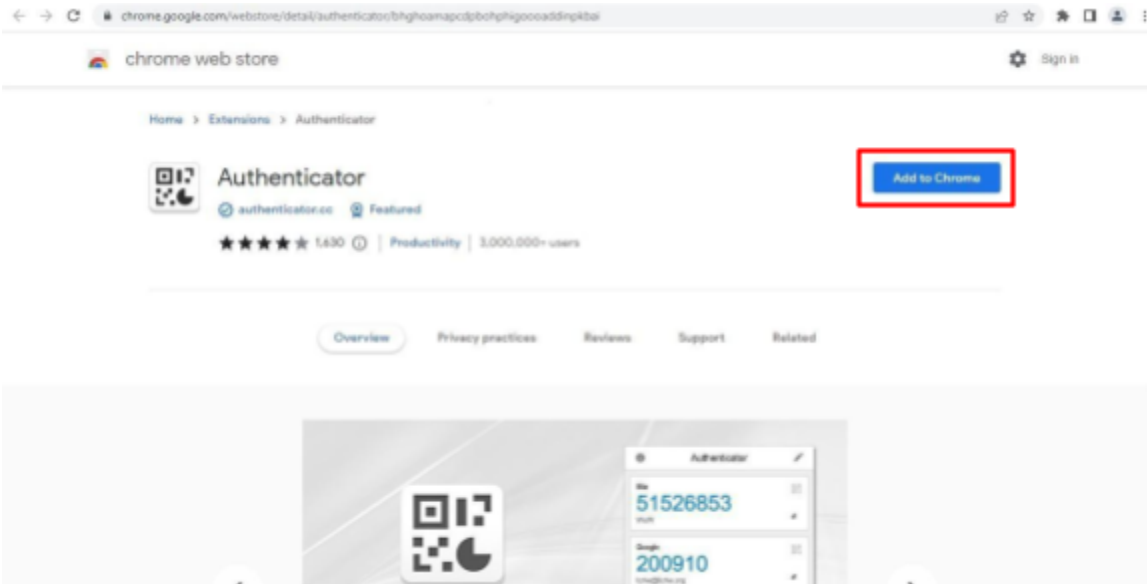 chrome.google.com/webstore/detail/authenticator/bhghoamapcdpbohphigoooaddinpkbai
chrome web store
Sign in
Home > Extensions > Authenticator
Authenticator
Add to Chrome
authenticator.cc Featured
1,630 | Productivity | 3,000,000+ users
Overview Privacy practices Reviews Support Related
Authenticator
51526853
Google
200910